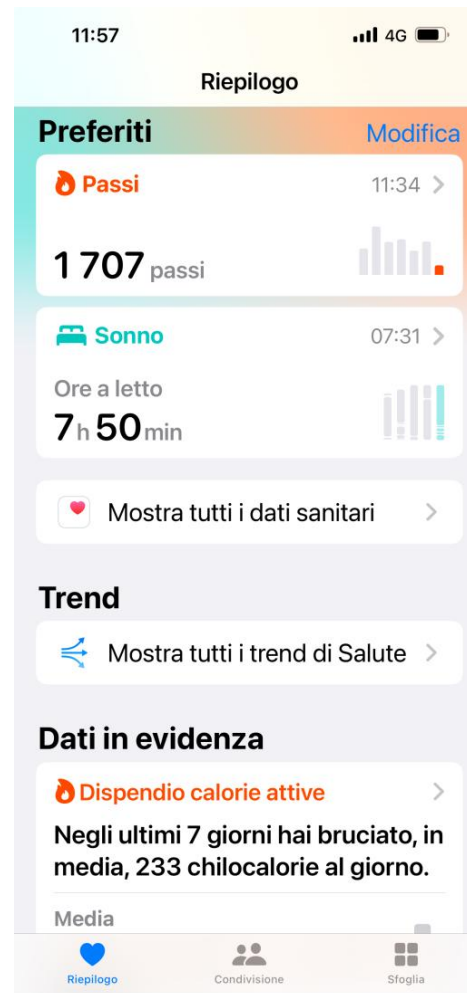 11:57 4G
Riepilogo
Preferiti Modifica
Passi 11:34
1 707 passi
Sonno 07:31
Ore a letto
7 h 50 min
Mostra tutti i dati sanitari
Trend
Mostra tutti i trend di Salute
Dati in evidenza
Dispendio calorie attive
Negli ultimi 7 giorni hai bruciato, in
media, 233 chilocalorie al giorno.
Media
Riepilogo Condivisione Sfoglia